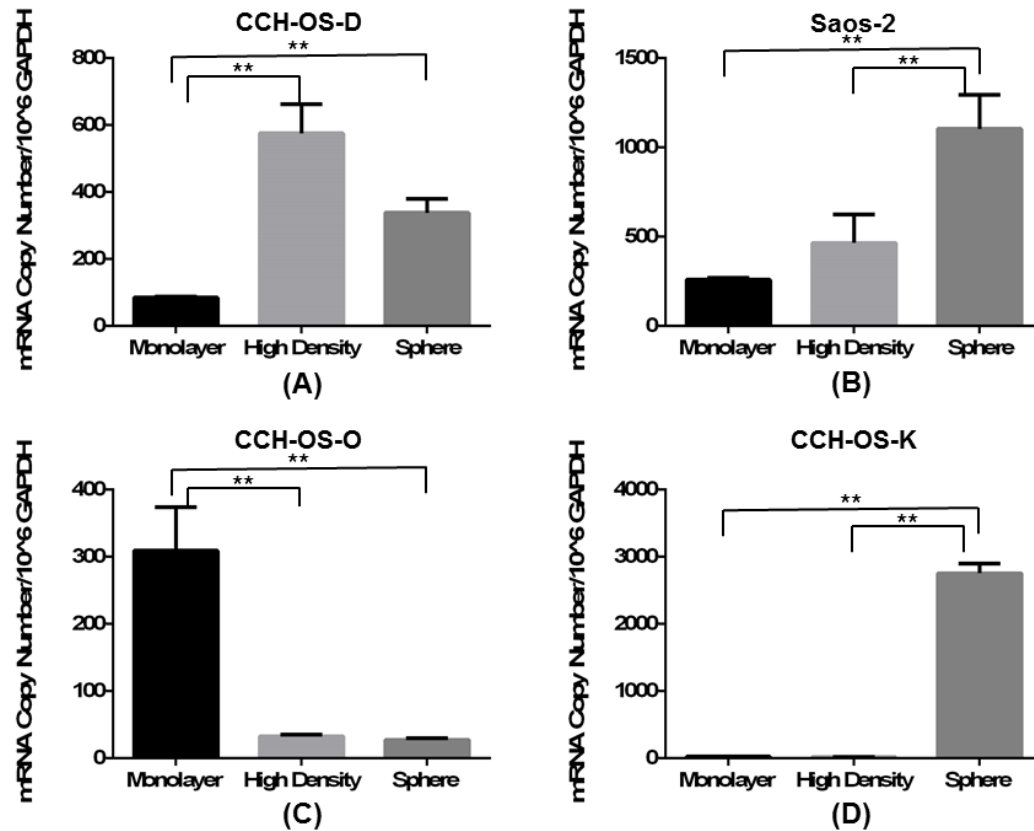 CCH-OS-D
**
**
mRNA Copy Number/10^6 GAPDH
800
600
400
200
0
Monolayer High Density Sphere
(A)
Saos-2
**
**
mRNA Copy Number/10^6 GAPDH
1500
1000
500
0
Monolayer High Density Sphere
(B)
CCH-OS-O
**
**
mRNA Copy Number/10^6 GAPDH
400
300
200
100
0
Monolayer High Density Sphere
(C)
CCH-OS-K
**
**
mRNA Copy Number/10^6 GAPDH
4000
3000
2000
1000
0
Monolayer High Density Sphere
(D)